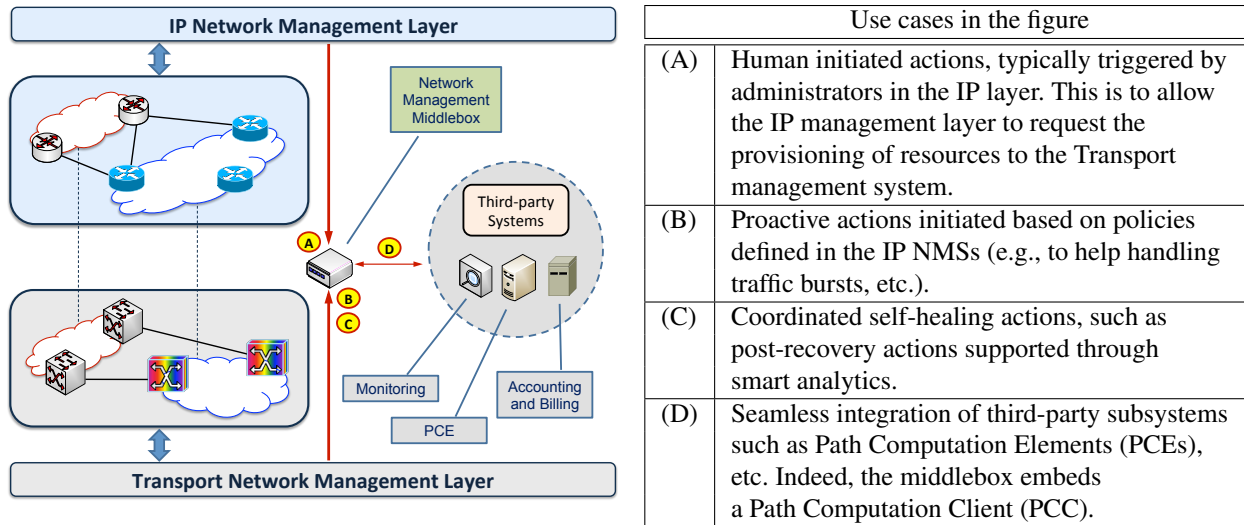 IP Network Management Layer
Network
Management
Middlebox
Third-party
Systems
A
D
B
C
Monitoring
Accounting
and Billing
PCE
Transport Network Management Layer
Use cases in the figure
(A) Human initiated actions, typically triggered by
administrators in the IP layer. This is to allow
the IP management layer to request the
provisioning of resources to the Transport
management system.
(B) Proactive actions initiated based on policies
defined in the IP NMSs (e.g., to help handling
traffic bursts, etc.).
(C) Coordinated self-healing actions, such as
post-recovery actions supported through
smart analytics.
(D) Seamless integration of third-party subsystems
such as Path Computation Elements (PCEs),
etc. Indeed, the middlebox embeds
a Path Computation Client (PCC).